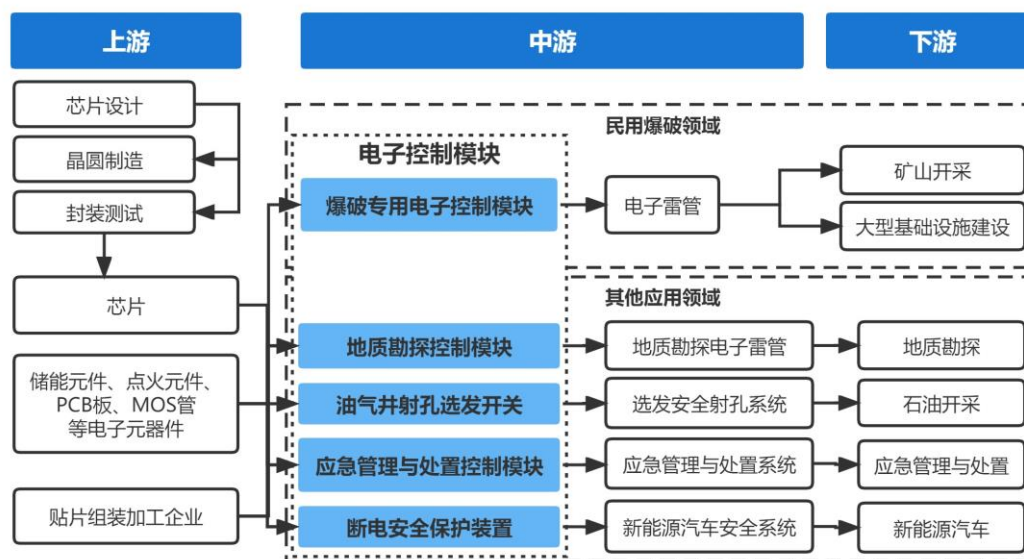 上游
中游
下游
芯片设计
晶圆制造
封装测试
芯片
储能元件、点火元件、
PCB板、MOS管
等电子元器件
贴片组装加工企业
民用爆破领域
电子控制模块
爆破专用电子控制模块
电子雷管
矿山开采
大型基础设施建设
其他应用领域
地质勘探控制模块
地质勘探电子雷管
地质勘探
油气井射孔选发开关
选发安全射孔系统
石油开采
应急管理与处置控制模块
应急管理与处置系统
应急管理与处置
断电安全保护装置
新能源汽车安全系统
新能源汽车